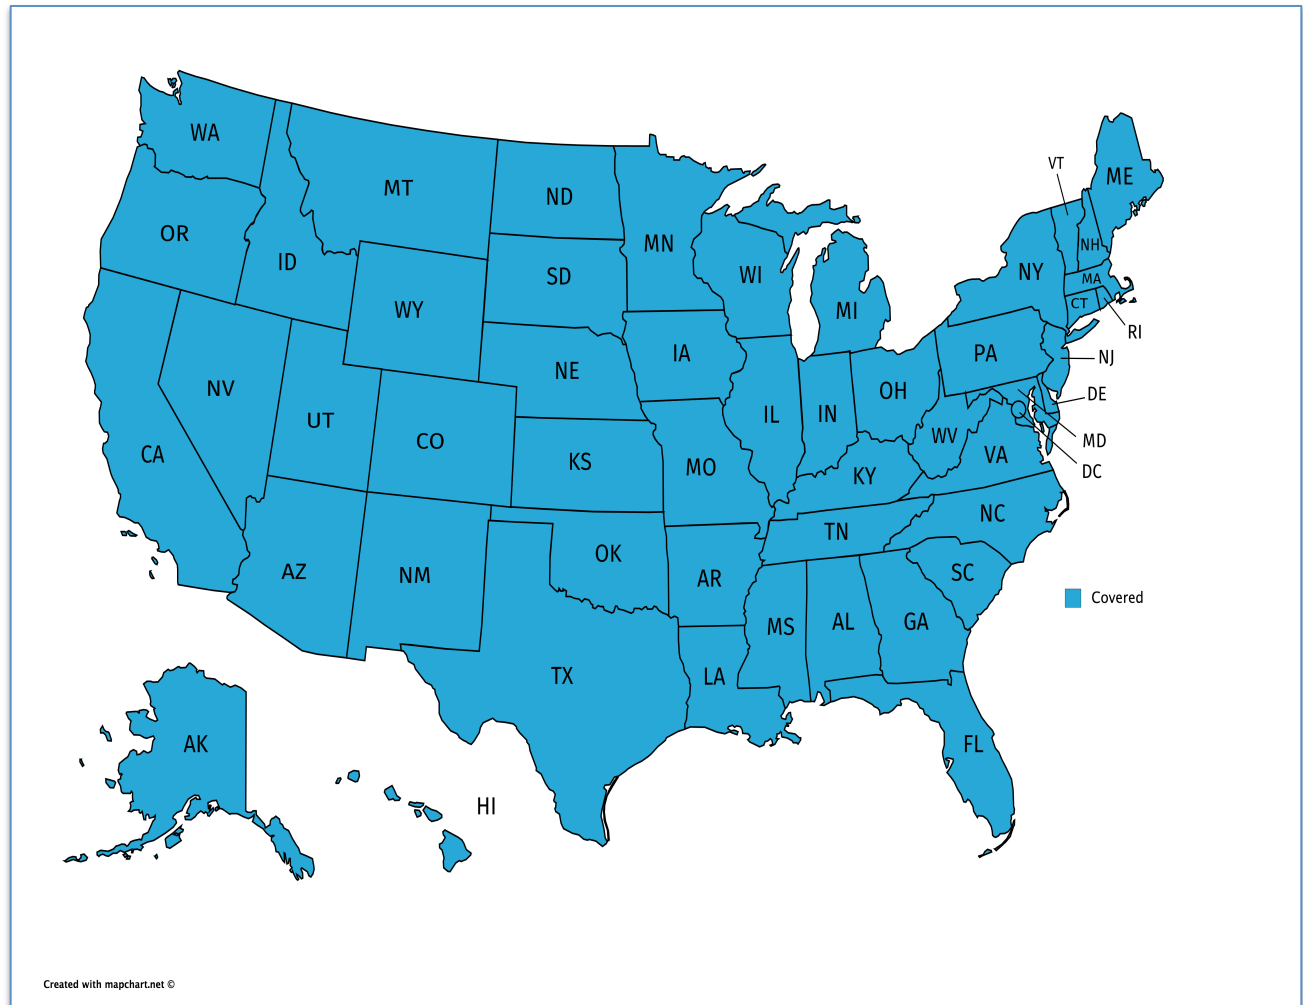 WA
MT
ND
MN
VT
ME
OR
ID
SD
WI
NY
NH
MA
CT
RI
WY
MI
IA
PA
NJ
NV
NE
OH
DE
UT
CO
IL
IN
WV
MD
CA
KS
MO
KY
VA
DC
AZ
NM
OK
AR
TN
NC
SC
Covered
MS
AL
GA
TX
LA
AK
HI
FL
Created with mapchart.net ©